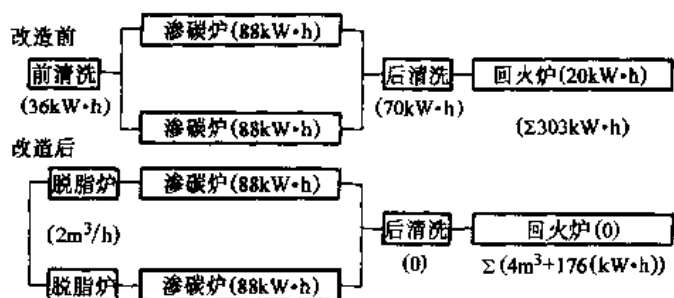 改造前
渗碳炉(88kW·h)
前清洗
(36kW·h)
后清洗
(70kW·h)
回火炉(20kW·h)
渗碳炉(88kW·h)
(Σ303kW·h)
改造后
脱脂炉
渗碳炉(88kW·h)
(2m³/h)
后清洗
(0)
回火炉(0)
Σ(4m³+176(kW·h))
脱脂炉
渗碳炉(88kW·h)